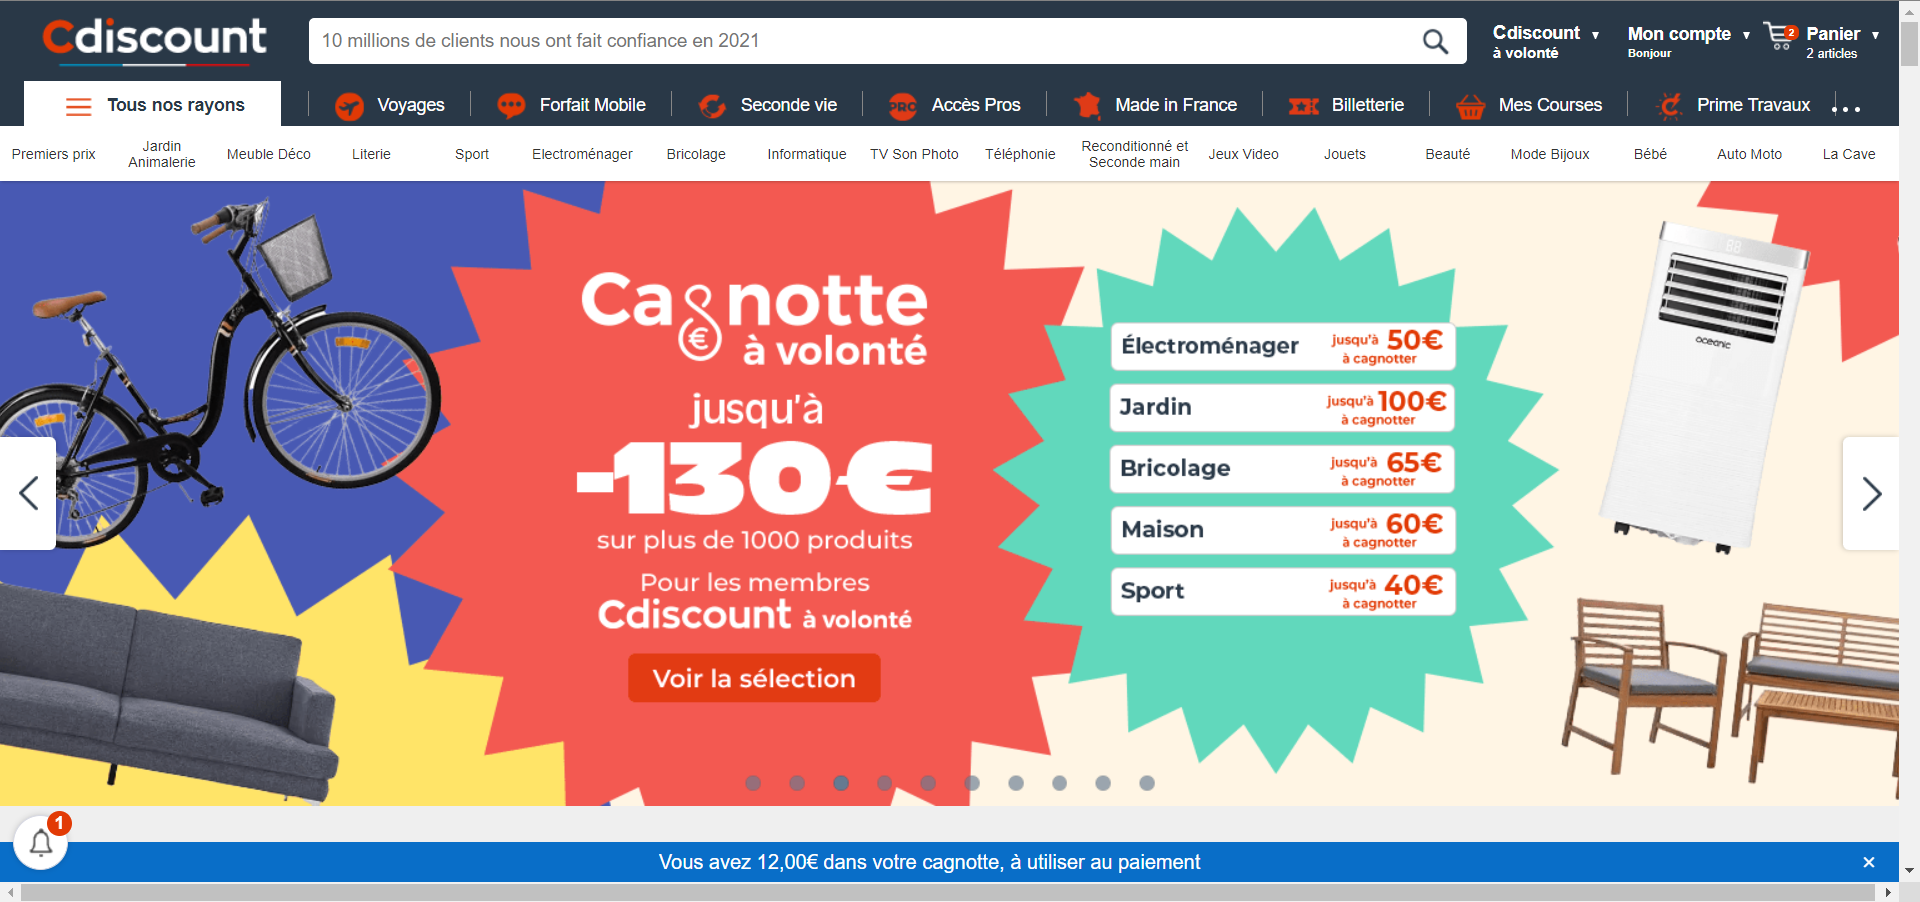 Cdiscount
10 millions de clients nous ont fait confiance en 2021
Cdiscount
à volonté
Mon compte
Bonjour
2
Panier
2 articles
Tous nos rayons
Voyages
Forfait Mobile
Seconde vie
PRO
Accès Pros
Made in France
Billetterie
Mes Courses
Prime Travaux
...
Premiers prix
Jardin
Animalerie
Meuble Déco
Literie
Sport
Electroménager
Bricolage
Informatique
TV Son Photo
Téléphonie
Reconditionné et
Seconde main
Jeux Video
Jouets
Beauté
Mode Bijoux
Bébé
Auto Moto
La Cave
Cagnotte
€
à volonté
jusqu'à
-130€
sur plus de 1000 produits
Pour les membres
Cdiscount à volonté
Voir la sélection
Électroménager
jusqu'à 50€
à cagnotter
Jardin
jusqu'à 100€
à cagnotter
Bricolage
jusqu'à 65€
à cagnotter
Maison
jusqu'à 60€
à cagnotter
Sport
jusqu'à 40€
à cagnotter
88
oceanic
1
Vous avez 12,00€ dans votre cagnotte, à utiliser au paiement
×